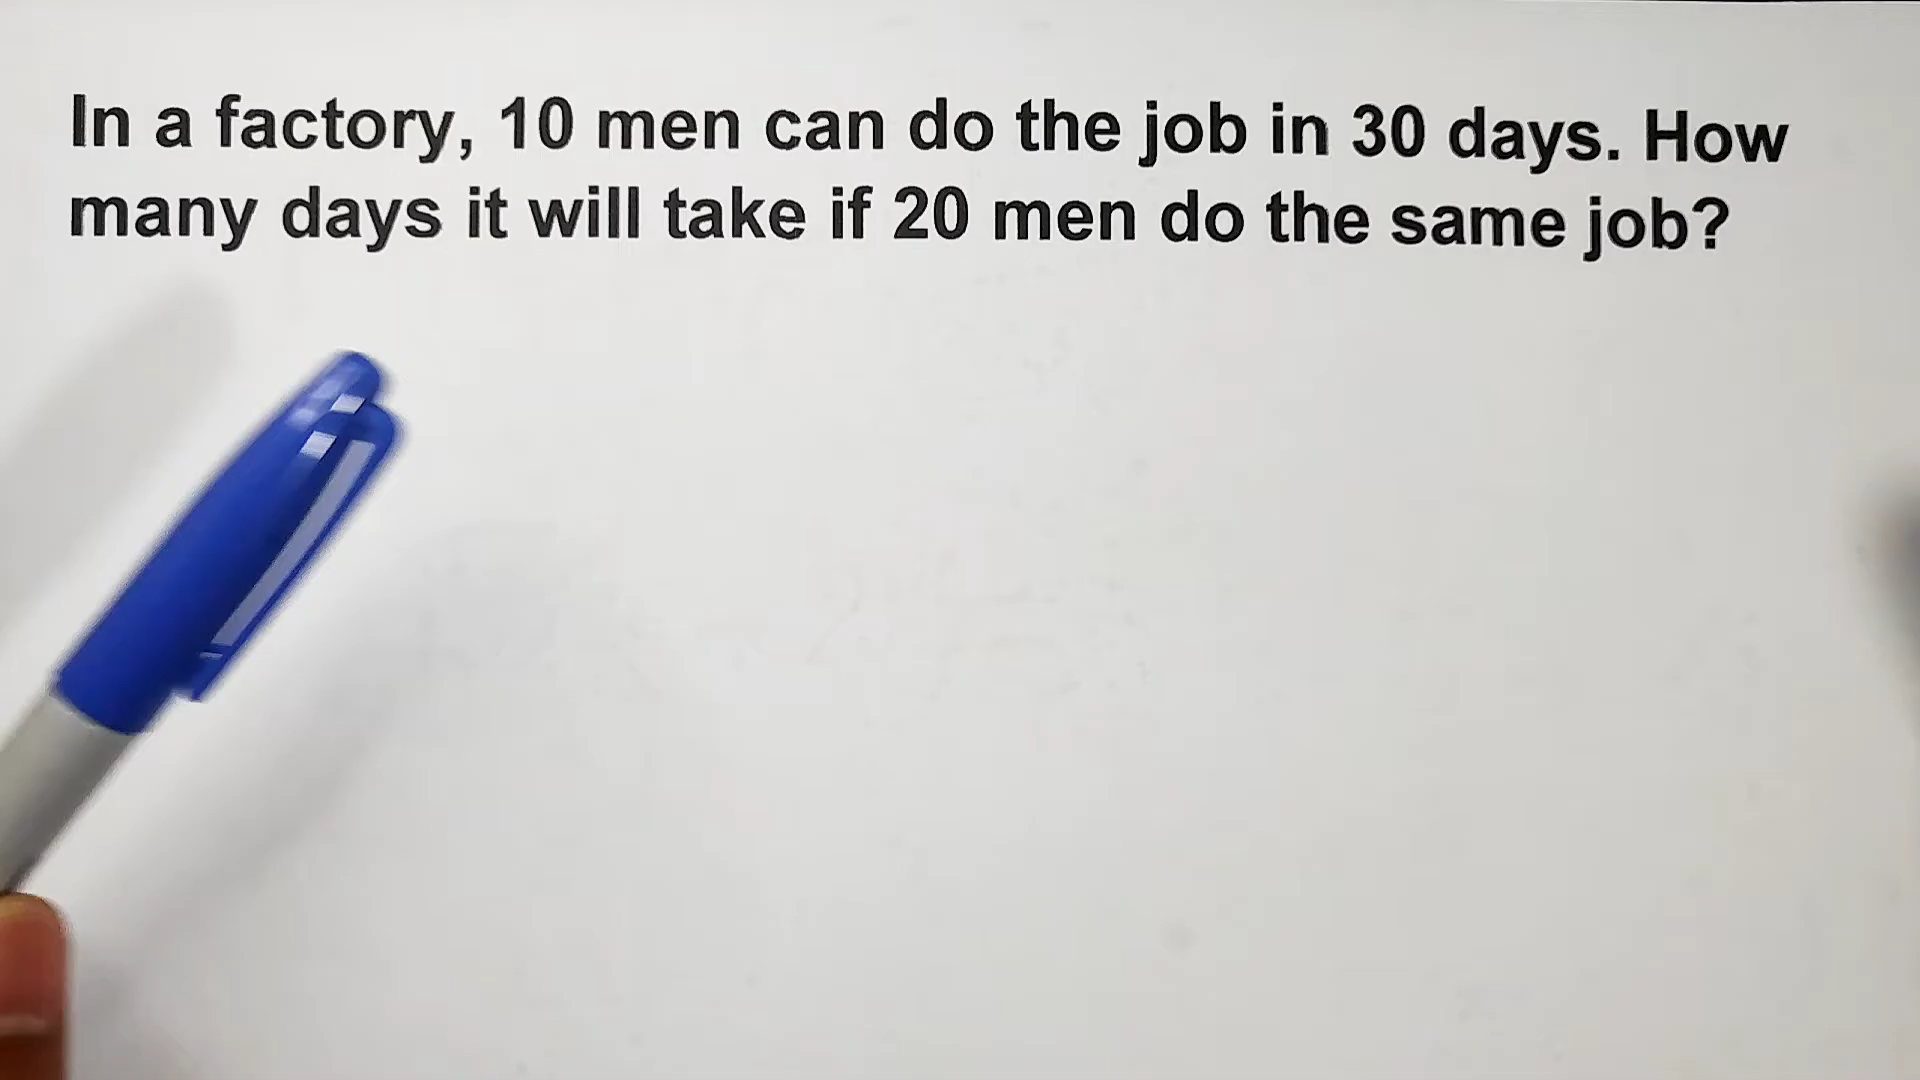 In a factory, 10 men can do the job in 30 days. How
many days it will take if 20 men do the same job?